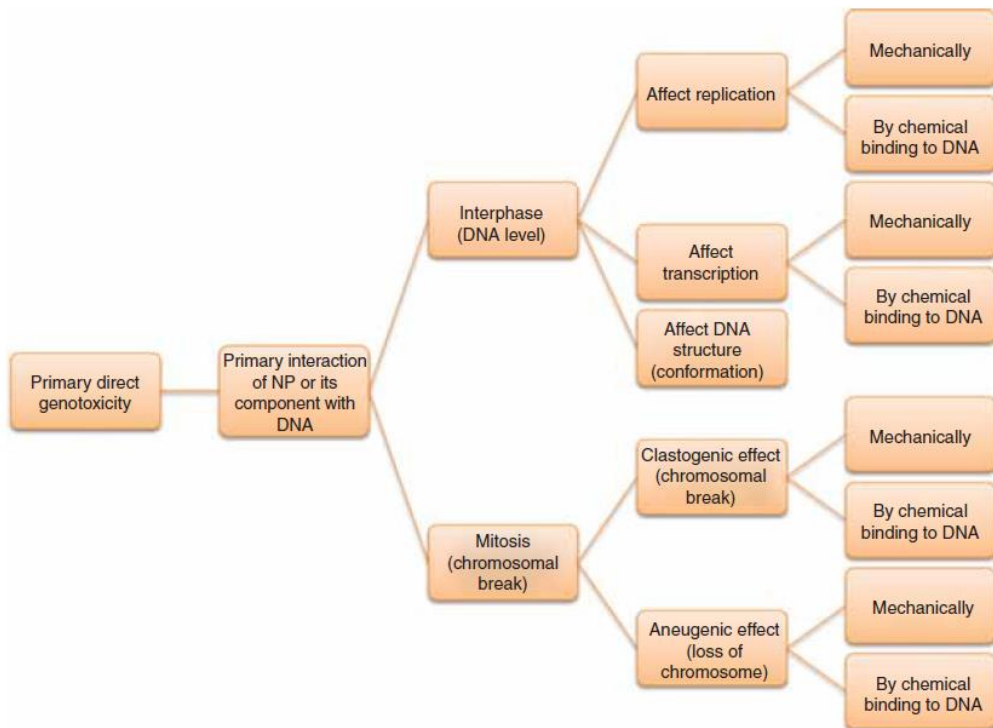 Primary direct
genotoxicity
Primary interaction
of NP or its
component with
DNA
Interphase
(DNA level)
Affect replication
Mechanically
By chemical
binding to DNA
Affect
transcription
Mechanically
By chemical
binding to DNA
Affect DNA
structure
(conformation)
Mitosis
(chromosomal
break)
Clastogenic effect
(chromosomal
break)
Mechanically
By chemical
binding to DNA
Aneugenic effect
(loss of
chromosome)
Mechanically
By chemical
binding to DNA